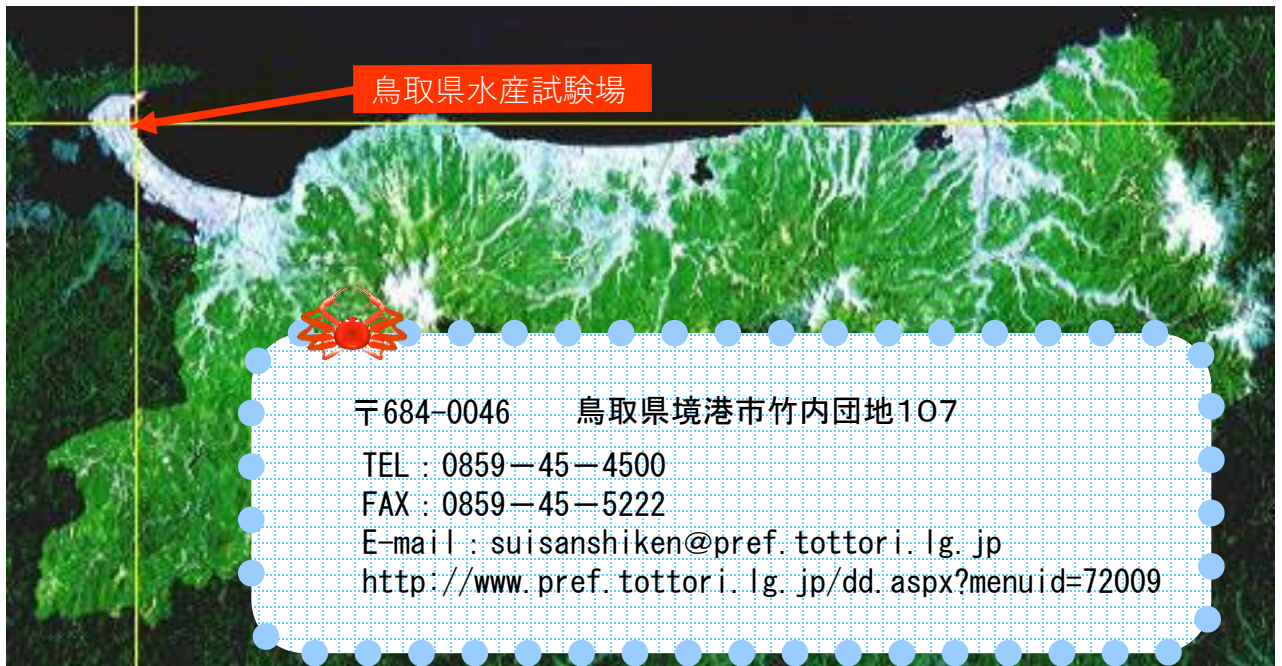 鳥取県水産試験場
〒684-0046　鳥取県境港市竹内団地107
TEL：0859－45－4500
FAX：0859－45－5222
E-mail：suisanshiken@pref.tottori.lg.jp
http://www.pref.tottori.lg.jp/dd.aspx?menuid=72009